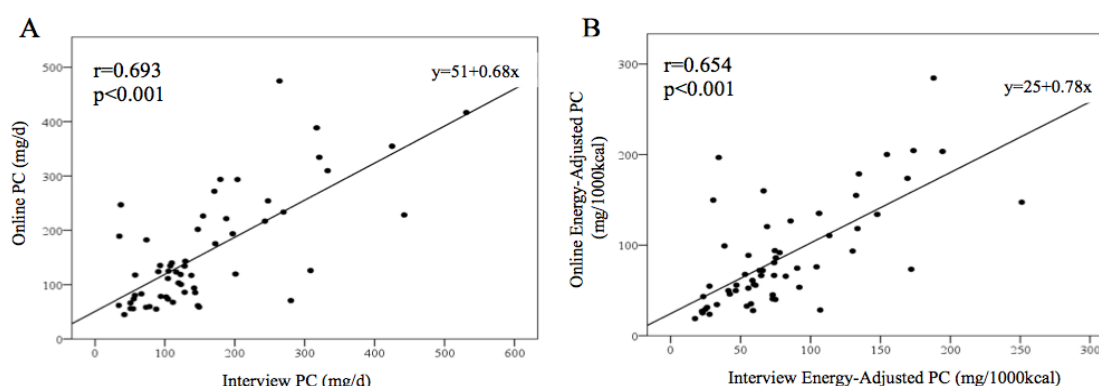 A
r=0.693
p<0.001
y=51+0.68x
Online PC (mg/d)
500
400
300
200
100
0
0 100 200 300 400 500 600
Interview PC (mg/d)
B
r=0.654
p<0.001
y=25+0.78x
Online Energy-Adjusted PC
(mg/1000kcal)
300
200
100
0
0 50 100 150 200 250 300
Interview Energy-Adjusted PC (mg/1000kcal)